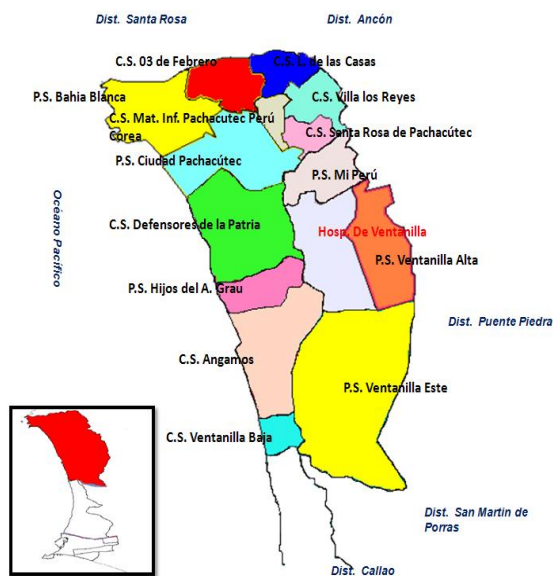 Dist. Santa Rosa
Dist. Ancón
C.S. 03 de Febrero
C.S. L. de las Casas
P.S. Bahia Blanca
C.S. Villa los Reyes
C.S. Mat. Inf. Pachacutec Perú
Corea
C.S. Santa Rosa de Pachacútec
P.S. Ciudad Pachacútec
P.S. Mi Perú
Océano Pacífico
C.S. Defensores de la Patria
Hosp. De Ventanilla
P.S. Ventanilla Alta
P.S. Hijos del A. Grau
Dist. Puente Piedra
C.S. Angamos
P.S. Ventanilla Este
C.S. Ventanilla Baja
Dist. San Martin de
Porras
Dist. Callao